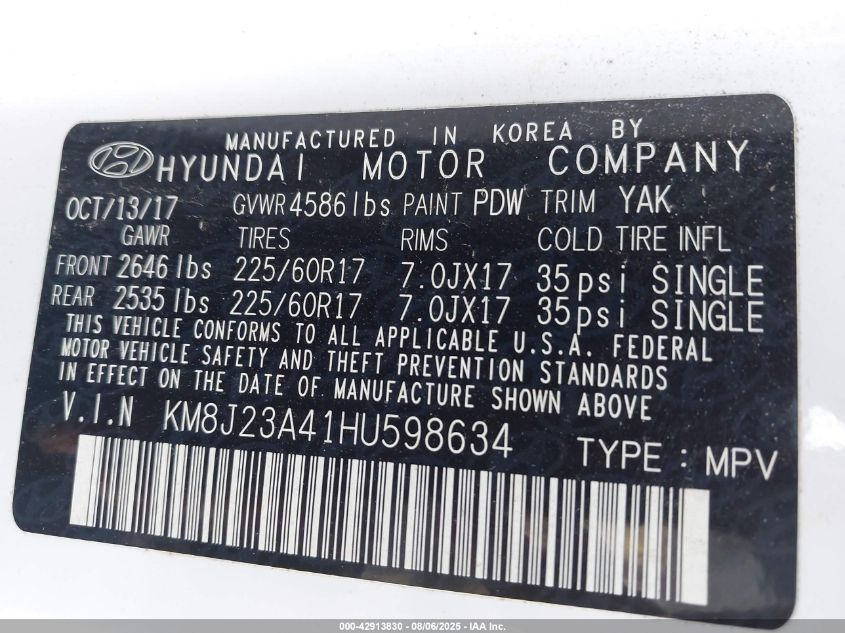 MANUFACTURED IN KOREA BY
HYUNDAI MOTOR COMPANY
OCT/13/17 GVWR 4586 lbs PAINT PDW TRIM YAK
GAWR TIRES RIMS COLD TIRE INFL
FRONT 2646 lbs 225/60R17 7.0JX17 35psi SINGLE
REAR 2535 lbs 225/60R17 7.0JX17 35psi SINGLE
THIS VEHICLE CONFORMS TO ALL APPLICABLE U.S.A. FEDERAL
MOTOR VEHICLE SAFETY AND THEFT PREVENTION STANDARDS
IN EFFECT ON THE DATE OF MANUFACTURE SHOWN ABOVE
V.I.N KM8J23A41HU598634 TYPE : MPV
000-42913830 - 08/06/2025 - IAA Inc.